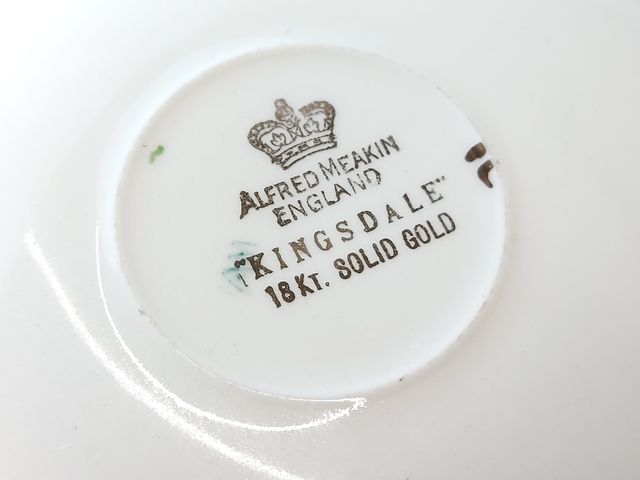 ALFRED MEAKIN
ENGLAND
"KINGSDALE"
18 KT. SOLID GOLD